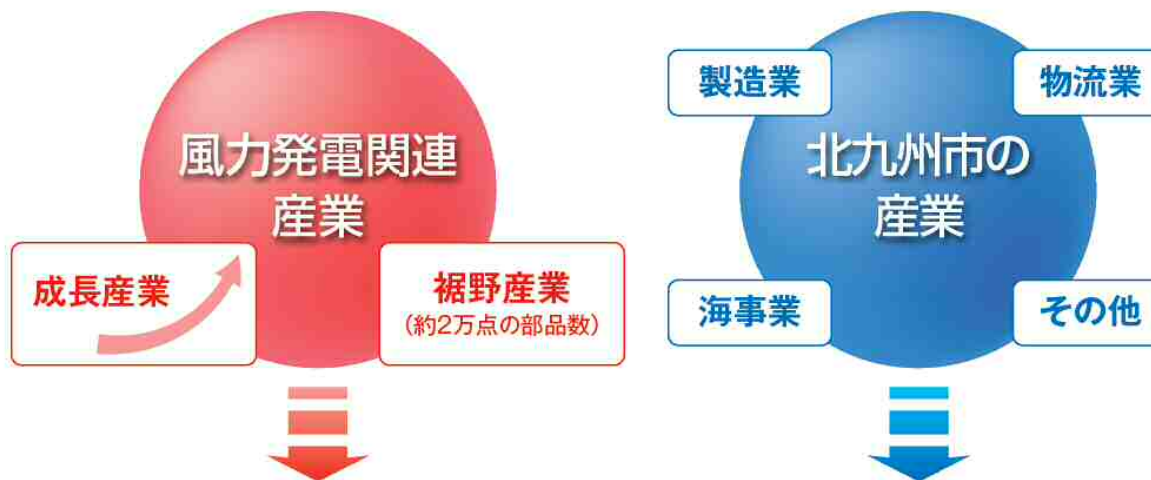 風力発電関連
産業
成長産業
裾野産業
(約2万点の部品数)
北九州市の
産業
製造業
物流業
海事業
その他